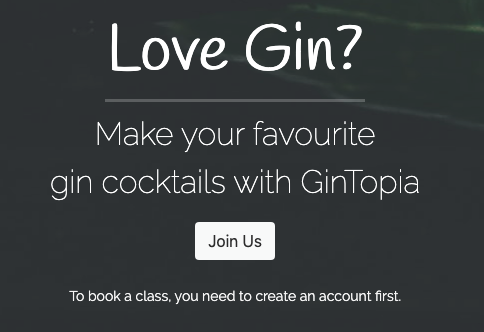 Love Gin?
Make your favourite
gin cocktails with GinTopia
Join Us
To book a class, you need to create an account first.